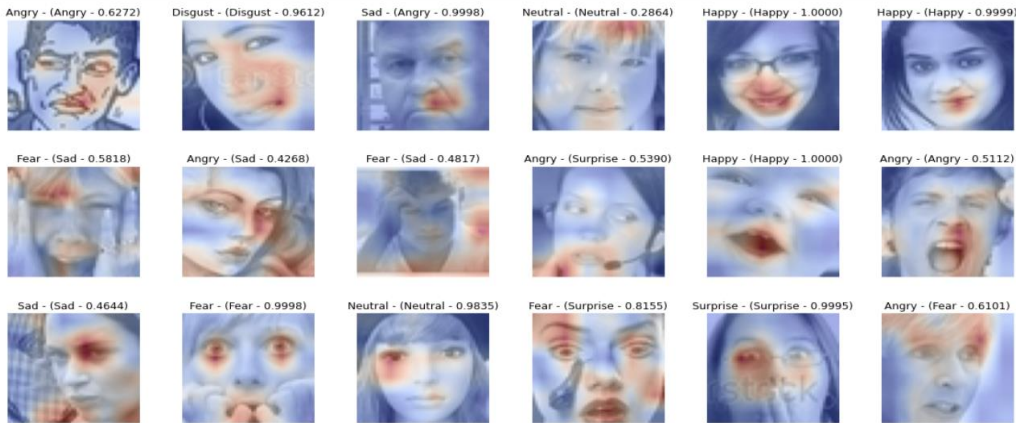 Angry - (Angry - 0.6272) Disgust - (Disgust - 0.9612) Sad - (Angry - 0.9998) Neutral - (Neutral - 0.2864) Happy - (Happy - 1.0000) Happy - (Happy - 0.9999)
Fear - (Sad - 0.5818) Angry - (Sad - 0.4268) Fear - (Sad - 0.4817) Angry - (Surprise - 0.5390) Happy - (Happy - 1.0000) Angry - (Angry - 0.5112)
Sad - (Sad - 0.4644) Fear - (Fear - 0.9998) Neutral - (Neutral - 0.9835) Fear - (Surprise - 0.8155) Surprise - (Surprise - 0.9995) Angry - (Fear - 0.6101)